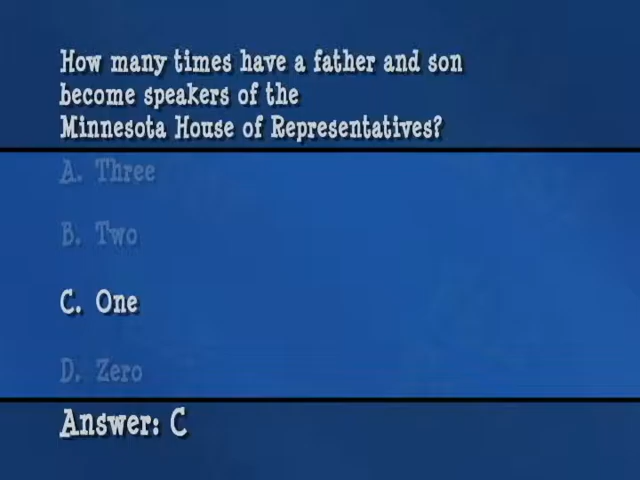 How many times have a father and son
become speakers of the
Minnesota House of Representatives?
A. Three
B. Two
C. One
D. Zero
Answer: C